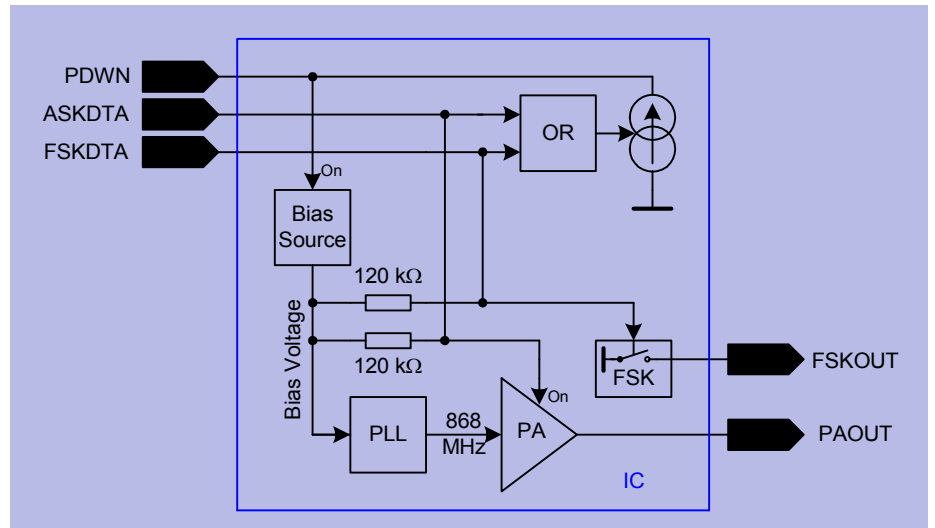 PDWN
ASKDTA
FSKDTA
OR
On
Bias
Source
120 kΩ
Bias Voltage
120 kΩ
FSK
FSKOUT
On
PLL
868
MHz
PA
PAOUT
IC